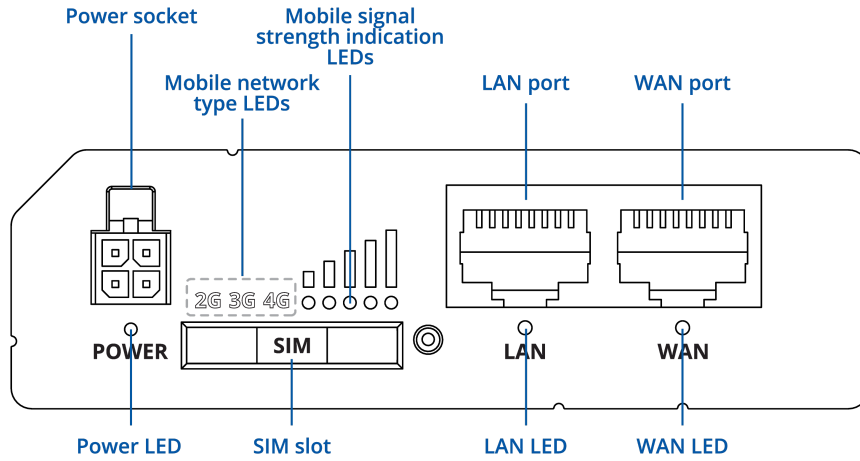 Power socket
Mobile signal
strength indication
LEDs
Mobile network
type LEDs
LAN port
WAN port
2G 3G 4G
POWER
SIM
LAN
WAN
Power LED
SIM slot
LAN LED
WAN LED